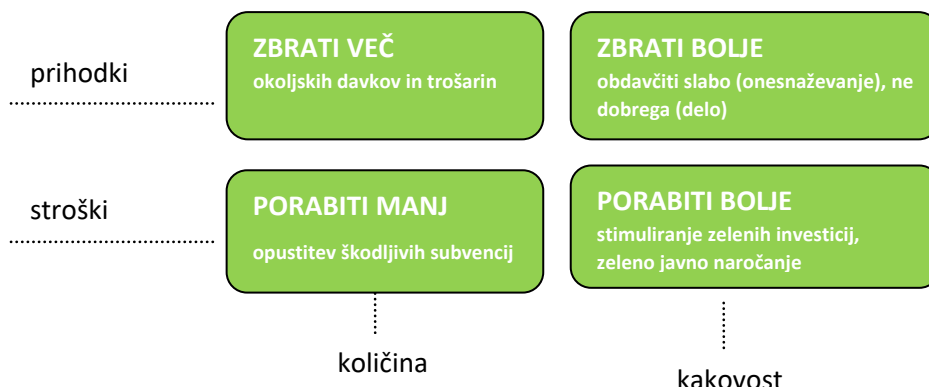 prihodki
ZBRATI VEČ
okoljskih davkov in trošarin
ZBRATI BOLJE
obdavčiti slabo (onesnaževanje), ne
dobrega (delo)
stroški
PORABITI MANJ
opustitev škodljivih subvencij
PORABITI BOLJE
stimuliranje zelenih investicij,
zeleno javno naročanje
količina
kakovost